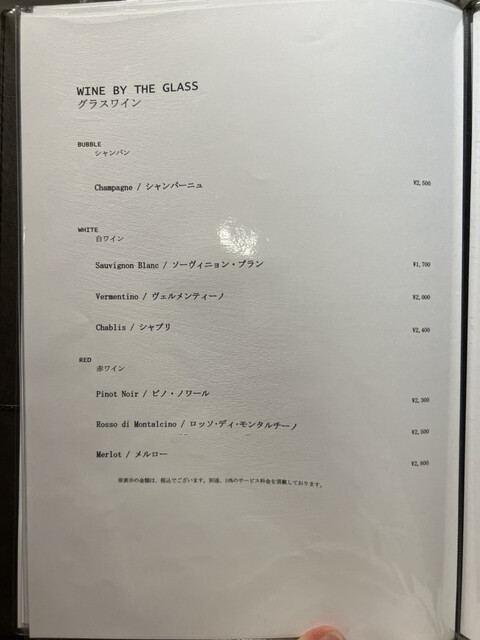 WINE BY THE GLASS
グラスワイン
BUBBLE
シャンパン
Champagne / シャンパーニュ ¥2,500
WHITE
白ワイン
Sauvignon Blanc / ソーヴィニョン・ブラン ¥1,700
Vermentino / ヴェルメンティーノ ¥2,000
Chablis / シャブリ ¥2,400
RED
赤ワイン
Pinot Noir / ピノ・ノワール ¥2,300
Rosso di Montalcino / ロッソ・ディ・モンタルチーノ ¥2,500
Merlot / メルロー ¥2,800
※表示の金額は、税込でございます。別途、10%のサービス料金を頂戴しております。